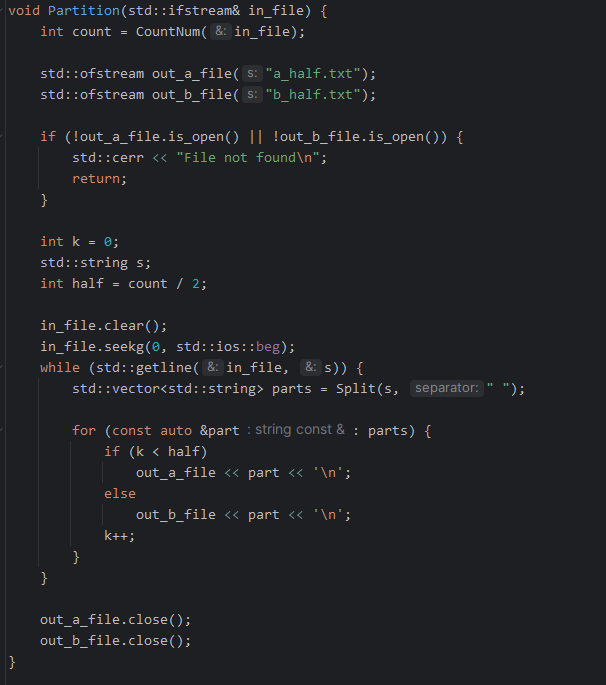 void Partition(std::ifstream& in_file) {
    int count = CountNum( &: in_file);

    std::ofstream out_a_file( s: "a_half.txt");
    std::ofstream out_b_file( s: "b_half.txt");

    if (!out_a_file.is_open() || !out_b_file.is_open()) {
        std::cerr << "File not found\n";
        return;
    }

    int k = 0;
    std::string s;
    int half = count / 2;

    in_file.clear();
    in_file.seekg(0, std::ios::beg);
    while (std::getline( &: in_file, &: s)) {
        std::vector<std::string> parts = Split(s, separator: " ");

        for (const auto &part : string const & : parts) {
            if (k < half)
                out_a_file << part << '\n';
            else
                out_b_file << part << '\n';
            k++;
        }
    }

    out_a_file.close();
    out_b_file.close();
}